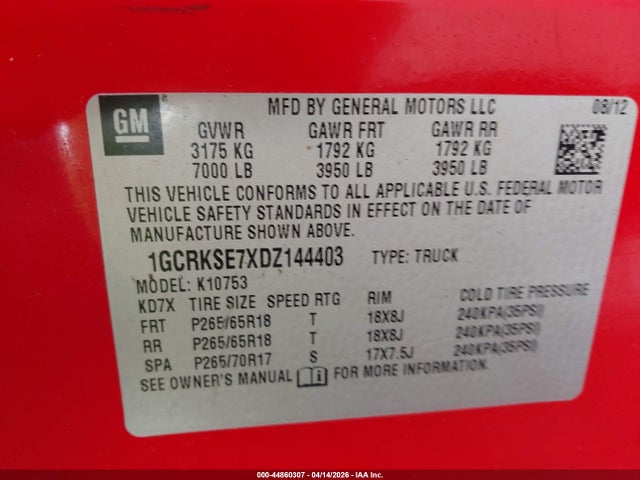 GM
MFD BY GENERAL MOTORS LLC 08/12
GVWR GAWR FRT GAWR RR
3175 KG 1792 KG 1792 KG
7000 LB 3950 LB 3950 LB
THIS VEHICLE CONFORMS TO ALL APPLICABLE U.S. FEDERAL MOTOR
VEHICLE SAFETY STANDARDS IN EFFECT ON THE DATE OF
MANUFACTURE SHOWN ABOVE.
1GCRKSE7XDZ144403 TYPE: TRUCK
MODEL: K10753
KD7X TIRE SIZE SPEED RTG RIM COLD TIRE PRESSURE
FRT P265/65R18 T 18X8J 240KPA(35PSI)
RR P265/65R18 T 18X8J 240KPA(35PSI)
SPA P265/70R17 S 17X7.5J 240KPA(35PSI)
SEE OWNER'S MANUAL FOR MORE INFORMATION.
000-44860307 - 04/14/2026 - IAA Inc.